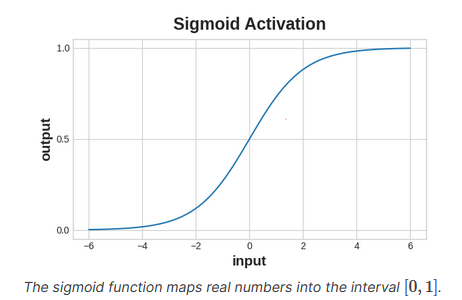 Sigmoid Activation
1.0
0.5
0.0
output
−6 −4 −2 0 2 4 6
input
The sigmoid function maps real numbers into the interval [0, 1].